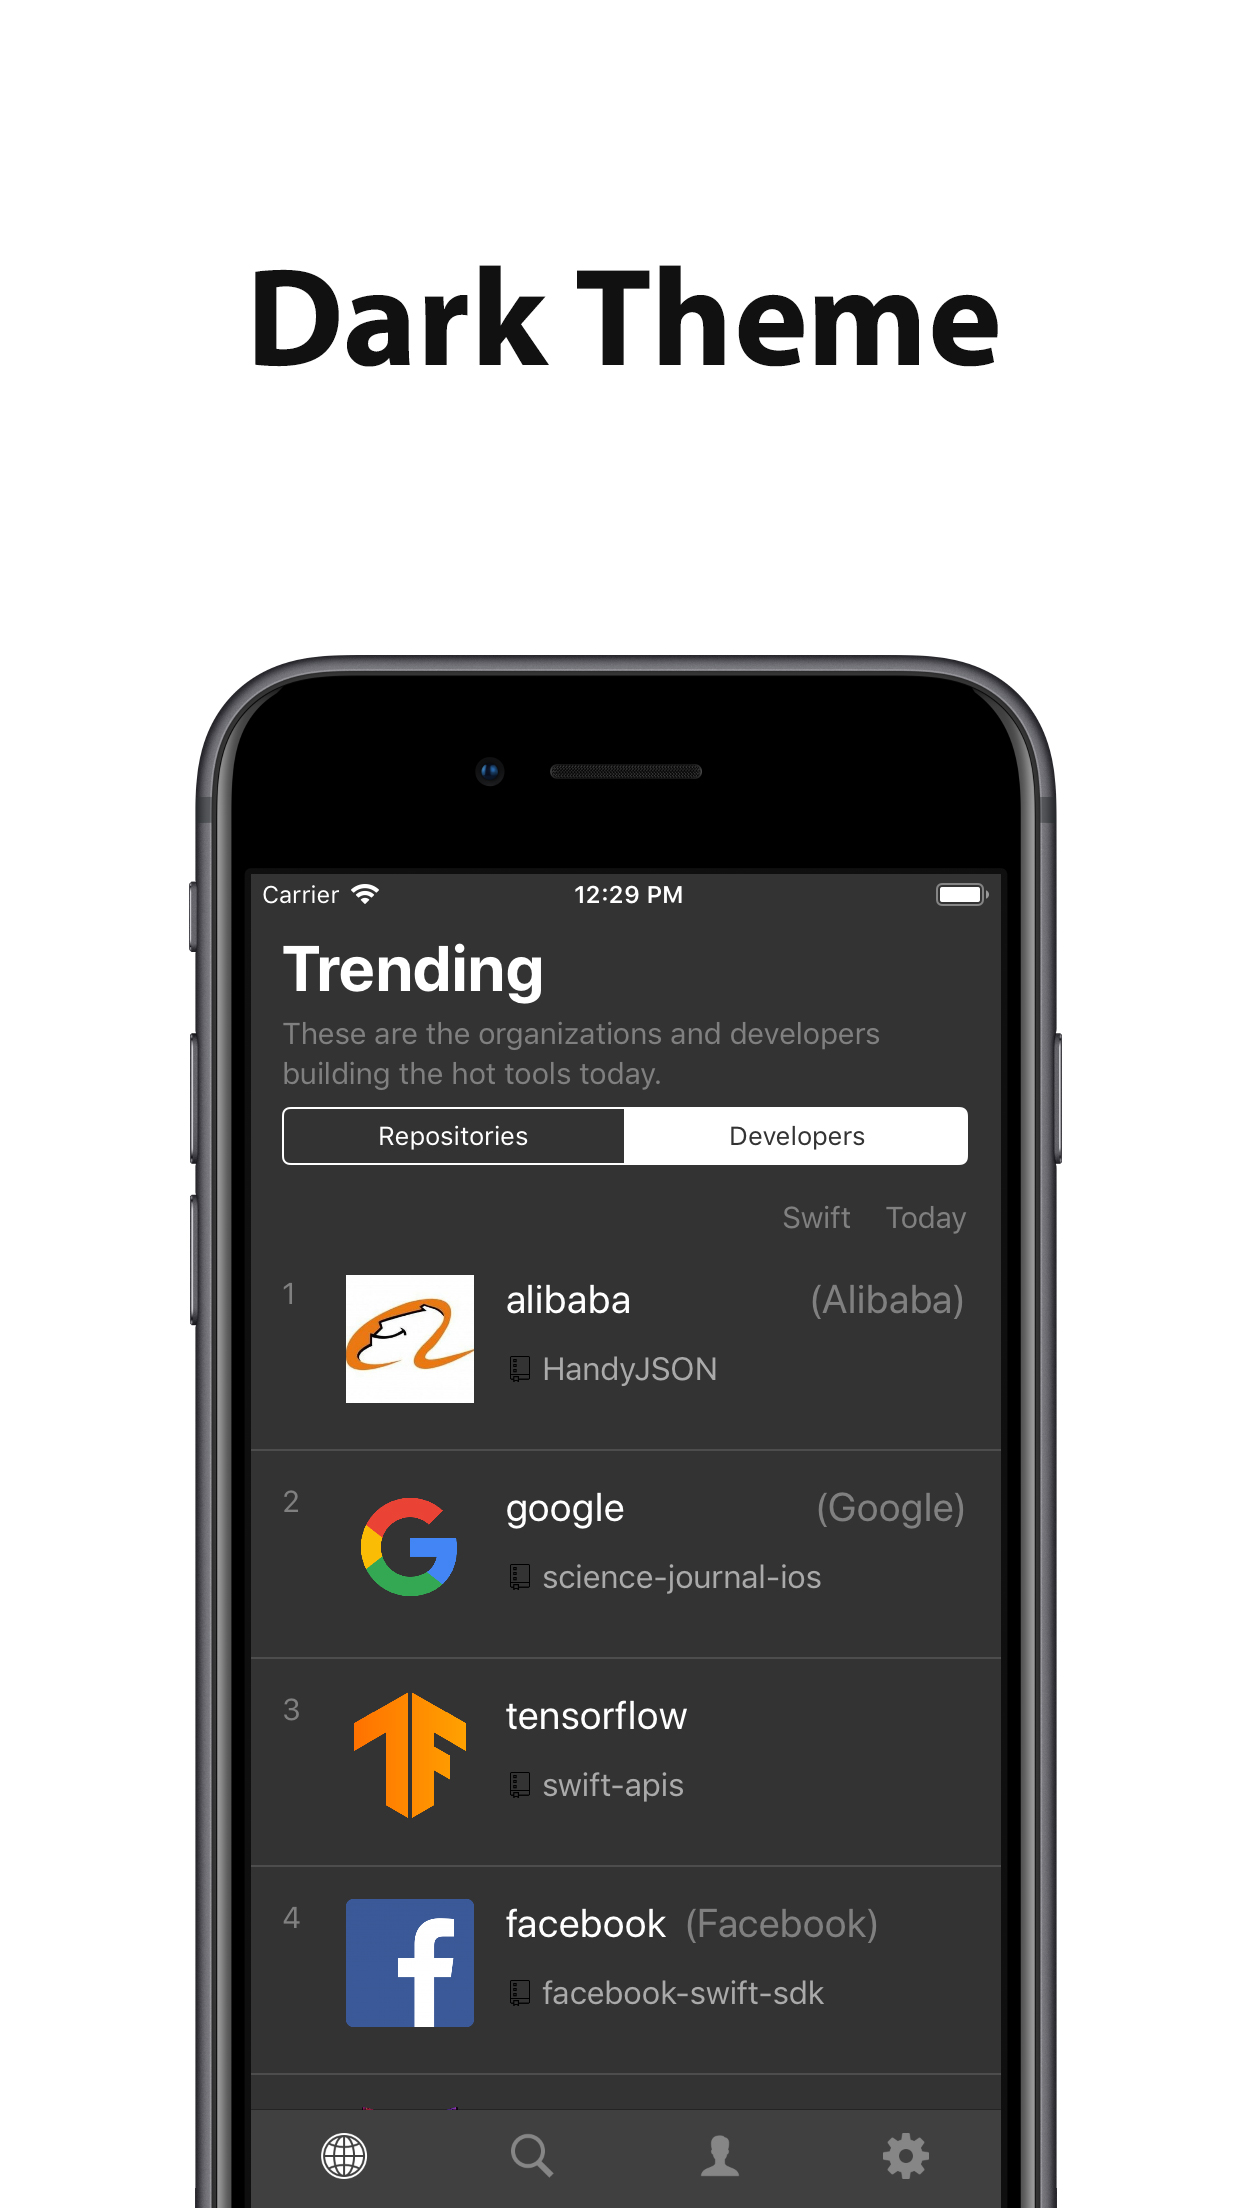 Dark Theme
Carrier 12:29 PM
Trending
These are the organizations and developers
building the hot tools today.
Repositories Developers
Swift Today
1 alibaba (Alibaba)
HandyJSON
2 google (Google)
science-journal-ios
3 tensorflow
swift-apis
4 facebook (Facebook)
facebook-swift-sdk